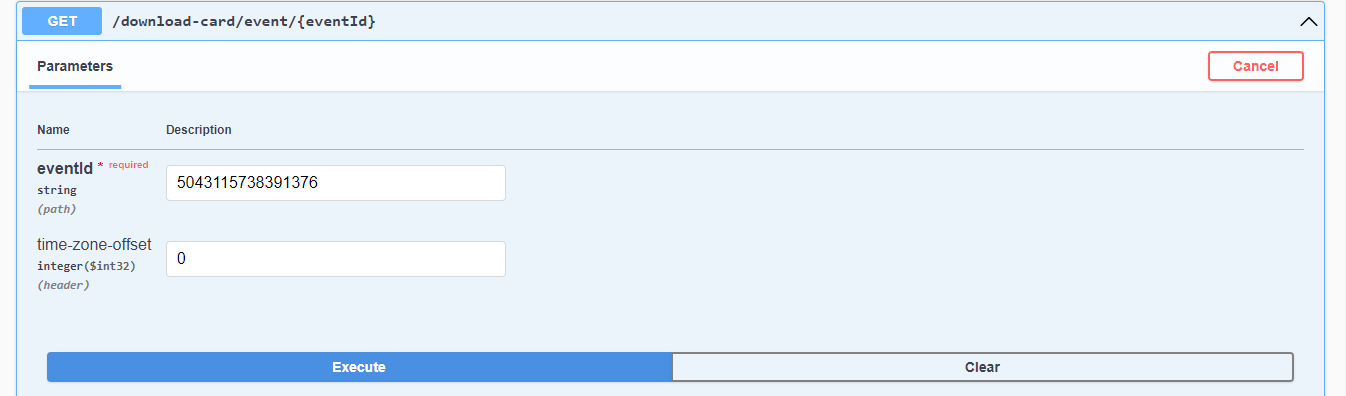 GET /download-card/event/{eventId}
Parameters
Cancel
Name Description
eventId * required
string
(path)
5043115738391376
time-zone-offset
integer($int32)
(header)
0
Execute
Clear